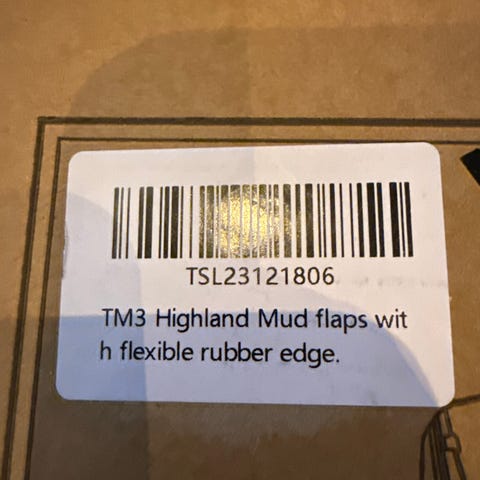 TSL23121806
TM3 Highland Mud flaps wit
h flexible rubber edge.